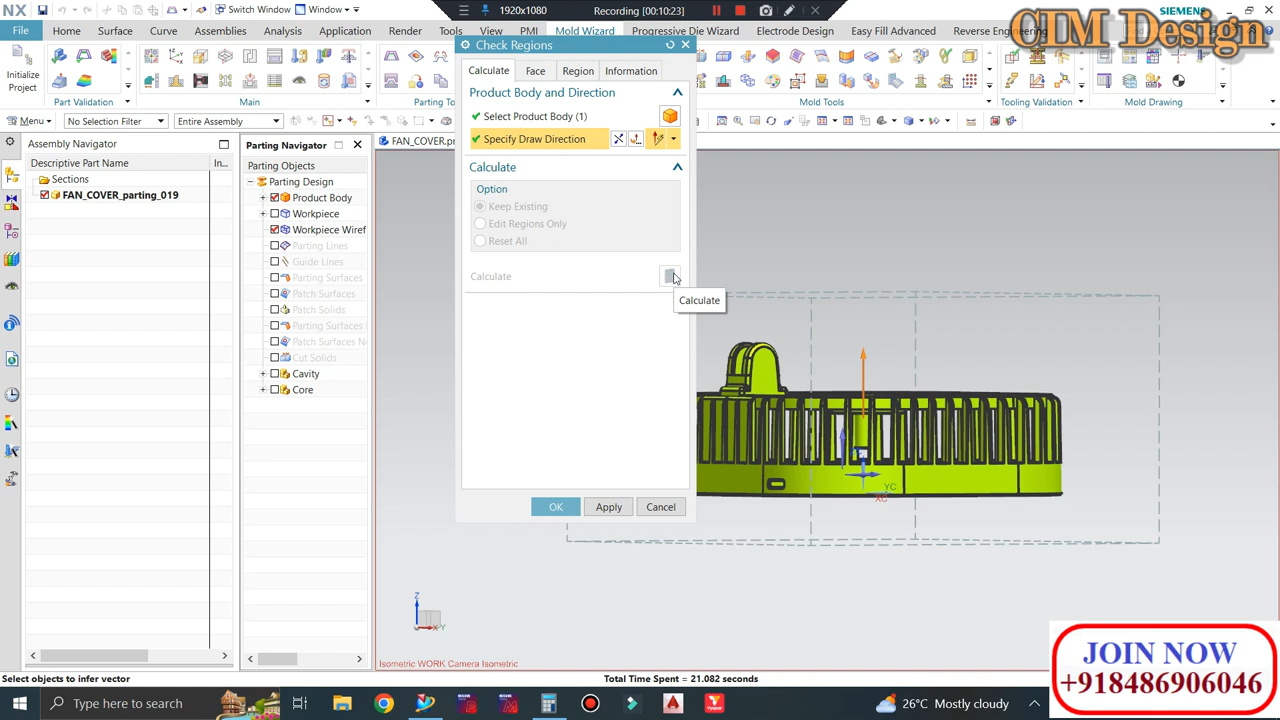 NX
Switch Window
Window
1920x1080
Recording [00:10:23]
SIEMENS
CIM Design
File
Home
Surface
Curve
Assemblies
Analysis
Application
Render
Tools
View
PMI
Mold Wizard
Progressive Die Wizard
Electrode Design
Easy Fill Advanced
Reverse Engineering
Initialize
Project
Part Validation
Main
Parting To
Mold Tools
Tooling Validation
Mold Drawing
Menu
No Selection Filter
Entire Assembly
Assembly Navigator
Descriptive Part Name
In...
Sections
FAN_COVER_parting_019
Parting Navigator
Parting Objects
Parting Design
Product Body
Workpiece
Workpiece Wiref
Parting Lines
Guide Lines
Parting Surfaces
Patch Surfaces
Patch Solids
Parting Surfaces
Patch Surfaces N
Cut Solids
Cavity
Core
FAN_COVER.p
Check Regions
Calculate
Face
Region
Information
Product Body and Direction
Select Product Body (1)
Specify Draw Direction
Calculate
Option
Keep Existing
Edit Regions Only
Reset All
Calculate
Calculate
OK
Apply
Cancel
YC
XC
Z
X
Y
Isometric WORK Camera Isometric
Select objects to infer vector
Total Time Spent = 21.082 seconds
JOIN NOW
+918486906046
Type here to search
26°C Mostly cloudy